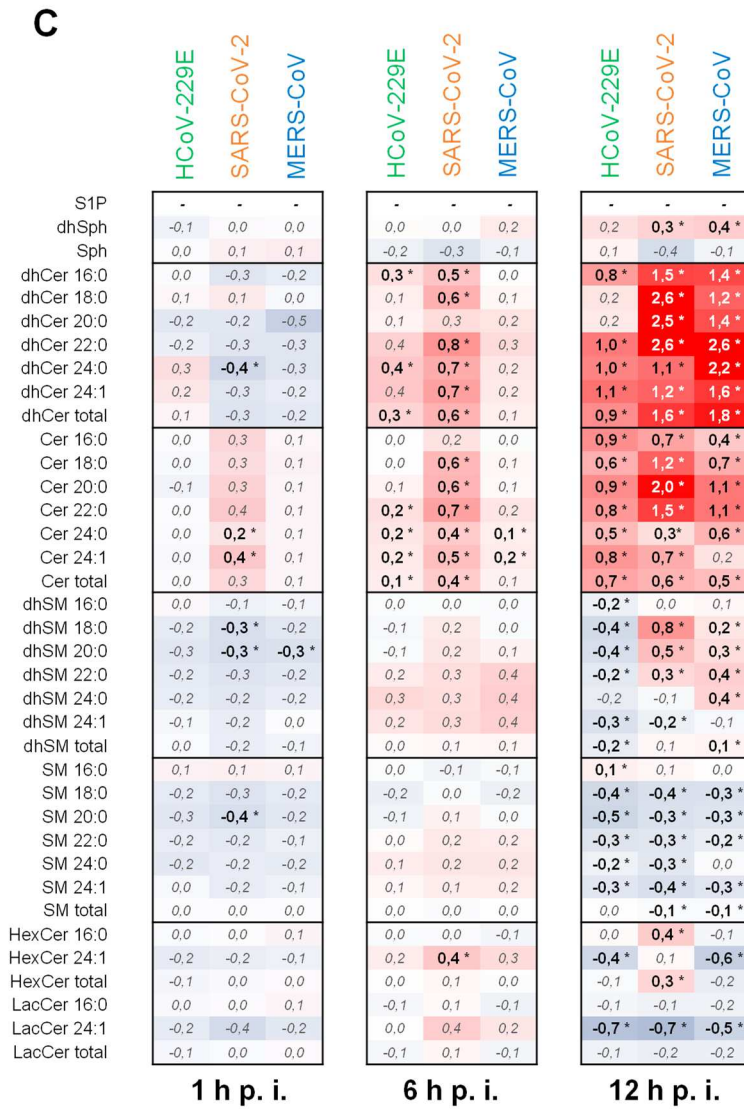 C
HCoV-229E SARS-CoV-2 MERS-CoV HCoV-229E SARS-CoV-2 MERS-CoV HCoV-229E SARS-CoV-2 MERS-CoV
S1P - - - - - - - - -
dhSph -0,1 0,0 0,0 0,0 0,0 0,2 0,2 0,3 * 0,4 *
Sph 0,0 0,1 0,1 -0,2 -0,3 -0,1 0,1 -0,4 -0,1
dhCer 16:0 0,0 -0,3 -0,2 0,3 * 0,5 * 0,0 0,8 * 1,5 * 1,4 *
dhCer 18:0 0,1 0,1 0,0 0,1 0,6 * 0,1 0,2 2,6 * 1,2 *
dhCer 20:0 -0,2 -0,2 -0,5 0,1 0,3 0,2 0,2 2,5 * 1,4 *
dhCer 22:0 -0,2 -0,3 -0,3 0,4 0,8 * 0,3 1,0 * 2,6 * 2,6 *
dhCer 24:0 0,3 -0,4 * -0,3 0,4 * 0,7 * 0,2 1,0 * 1,1 * 2,2 *
dhCer 24:1 0,2 -0,3 -0,2 0,4 0,7 * 0,2 1,1 * 1,2 * 1,6 *
dhCer total 0,1 -0,3 -0,2 0,3 * 0,6 * 0,1 0,9 * 1,6 * 1,8 *
Cer 16:0 0,0 0,3 0,1 0,0 0,2 0,0 0,9 * 0,7 * 0,4 *
Cer 18:0 0,0 0,3 0,1 0,0 0,6 * 0,1 0,6 * 1,2 * 0,7 *
Cer 20:0 -0,1 0,3 0,1 0,1 0,6 * 0,1 0,9 * 2,0 * 1,1 *
Cer 22:0 0,0 0,4 0,1 0,2 * 0,7 * 0,2 0,8 * 1,5 * 1,1 *
Cer 24:0 0,0 0,2 * 0,1 0,2 * 0,4 * 0,1 * 0,5 * 0,3* 0,6 *
Cer 24:1 0,0 0,4 * 0,1 0,2 * 0,5 * 0,2 * 0,8 * 0,7 * 0,2
Cer total 0,0 0,3 0,1 0,1 * 0,4 * 0,1 0,7 * 0,6 * 0,5 *
dhSM 16:0 0,0 -0,1 -0,1 0,0 0,0 0,0 -0,2 * 0,0 0,1
dhSM 18:0 -0,2 -0,3 * -0,2 -0,1 0,2 0,0 -0,4 * 0,8 * 0,2 *
dhSM 20:0 -0,3 -0,3 * -0,3 * -0,1 0,2 0,1 -0,4 * 0,5 * 0,3 *
dhSM 22:0 -0,2 -0,3 -0,2 0,2 0,3 0,4 -0,2 * 0,3 * 0,4 *
dhSM 24:0 -0,2 -0,2 -0,2 0,3 0,3 0,4 -0,2 -0,1 0,4 *
dhSM 24:1 -0,1 -0,2 0,0 0,2 0,3 0,4 -0,3 * -0,2 * -0,1
dhSM total 0,0 -0,2 -0,1 0,0 0,1 0,1 -0,2 * 0,1 0,1 *
SM 16:0 0,1 0,1 0,1 0,0 -0,1 -0,1 0,1 * 0,1 0,0
SM 18:0 -0,2 -0,3 -0,2 -0,2 0,0 -0,2 -0,4 * -0,4 * -0,3 *
SM 20:0 -0,3 -0,4 * -0,2 -0,1 0,1 0,0 -0,5 * -0,3 * -0,3 *
SM 22:0 -0,2 -0,2 -0,1 0,0 0,2 0,2 -0,3 * -0,3 * -0,2 *
SM 24:0 -0,2 -0,2 -0,2 0,1 0,2 0,2 -0,2 * -0,3 * 0,0
SM 24:1 0,0 -0,2 -0,1 0,1 0,1 0,2 -0,3 * -0,4 * -0,3 *
SM total 0,0 0,0 0,0 0,0 0,0 0,0 0,0 -0,1 * -0,1 *
HexCer 16:0 0,0 0,0 0,1 0,0 0,0 -0,1 0,0 0,4 * -0,1
HexCer 24:1 -0,2 -0,2 -0,1 0,2 0,4 * 0,3 -0,4 * 0,1 -0,6 *
HexCer total -0,1 0,0 0,0 0,0 0,1 0,0 -0,1 0,3 * -0,2
LacCer 16:0 0,0 0,0 0,1 -0,1 0,1 -0,1 -0,1 -0,1 -0,2
LacCer 24:1 -0,2 -0,4 -0,2 0,0 0,4 0,2 -0,7 * -0,7 * -0,5 *
LacCer total -0,1 0,0 0,0 -0,1 0,1 -0,1 -0,1 -0,2 -0,2
1 h p. i. 6 h p. i. 12 h p. i.